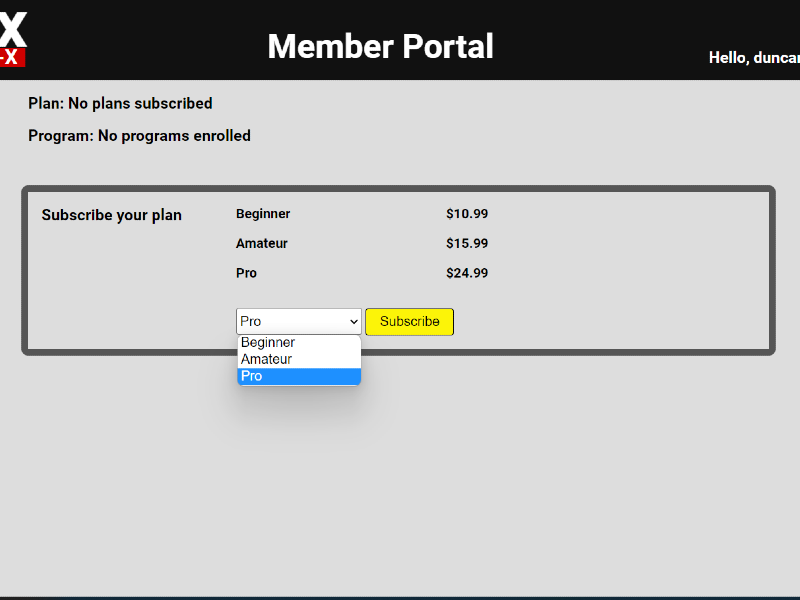 X
-X
Member Portal
Hello, duncan
Plan: No plans subscribed
Program: No programs enrolled
Subscribe your plan
Beginner $10.99
Amateur $15.99
Pro $24.99
Pro
Subscribe
Beginner
Amateur
Pro